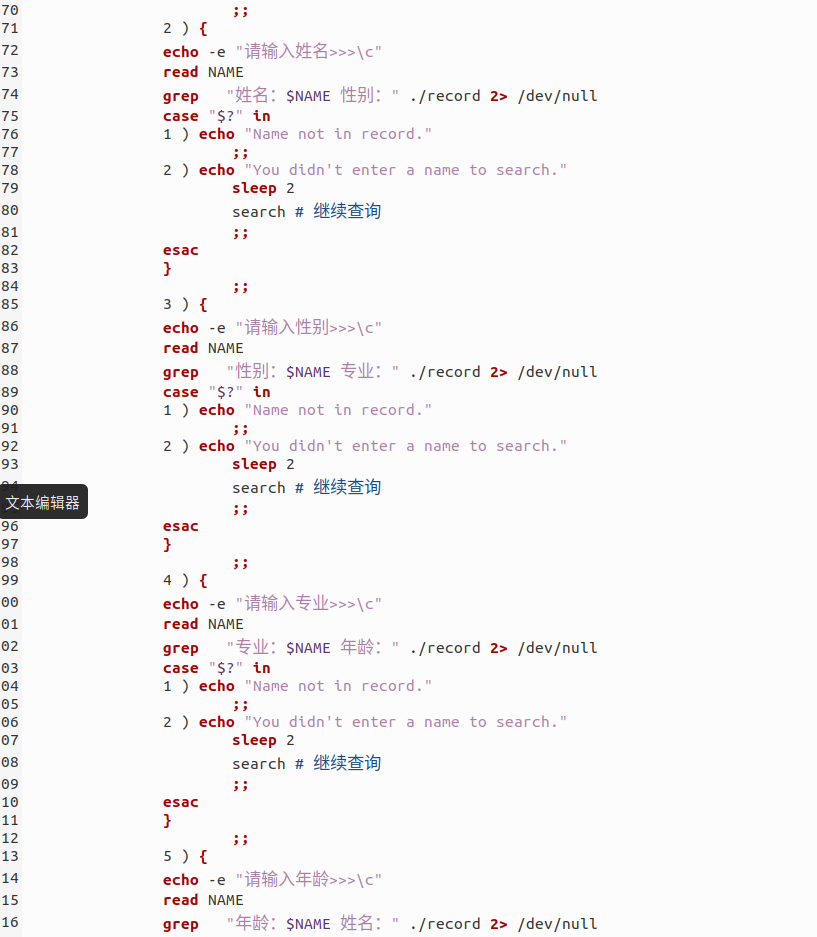 70 ;;
71 2 ) {
72 echo -e "请输入姓名>>>\c"
73 read NAME
74 grep "姓名：$NAME 性别：" ./record 2> /dev/null
75 case "$?" in
76 1 ) echo "Name not in record."
77 ;;
78 2 ) echo "You didn't enter a name to search."
79 sleep 2
80 search # 继续查询
81 ;;
82 esac
83 }
84 ;;
85 3 ) {
86 echo -e "请输入性别>>>\c"
87 read NAME
88 grep "性别：$NAME 专业：" ./record 2> /dev/null
89 case "$?" in
90 1 ) echo "Name not in record."
91 ;;
92 2 ) echo "You didn't enter a name to search."
93 sleep 2
94 search # 继续查询
文本编辑器 ;;
96 esac
97 }
98 ;;
99 4 ) {
00 echo -e "请输入专业>>>\c"
01 read NAME
02 grep "专业：$NAME 年龄：" ./record 2> /dev/null
03 case "$?" in
04 1 ) echo "Name not in record."
05 ;;
06 2 ) echo "You didn't enter a name to search."
07 sleep 2
08 search # 继续查询
09 ;;
10 esac
11 }
12 ;;
13 5 ) {
14 echo -e "请输入年龄>>>\c"
15 read NAME
16 grep "年龄：$NAME 姓名：" ./record 2> /dev/null